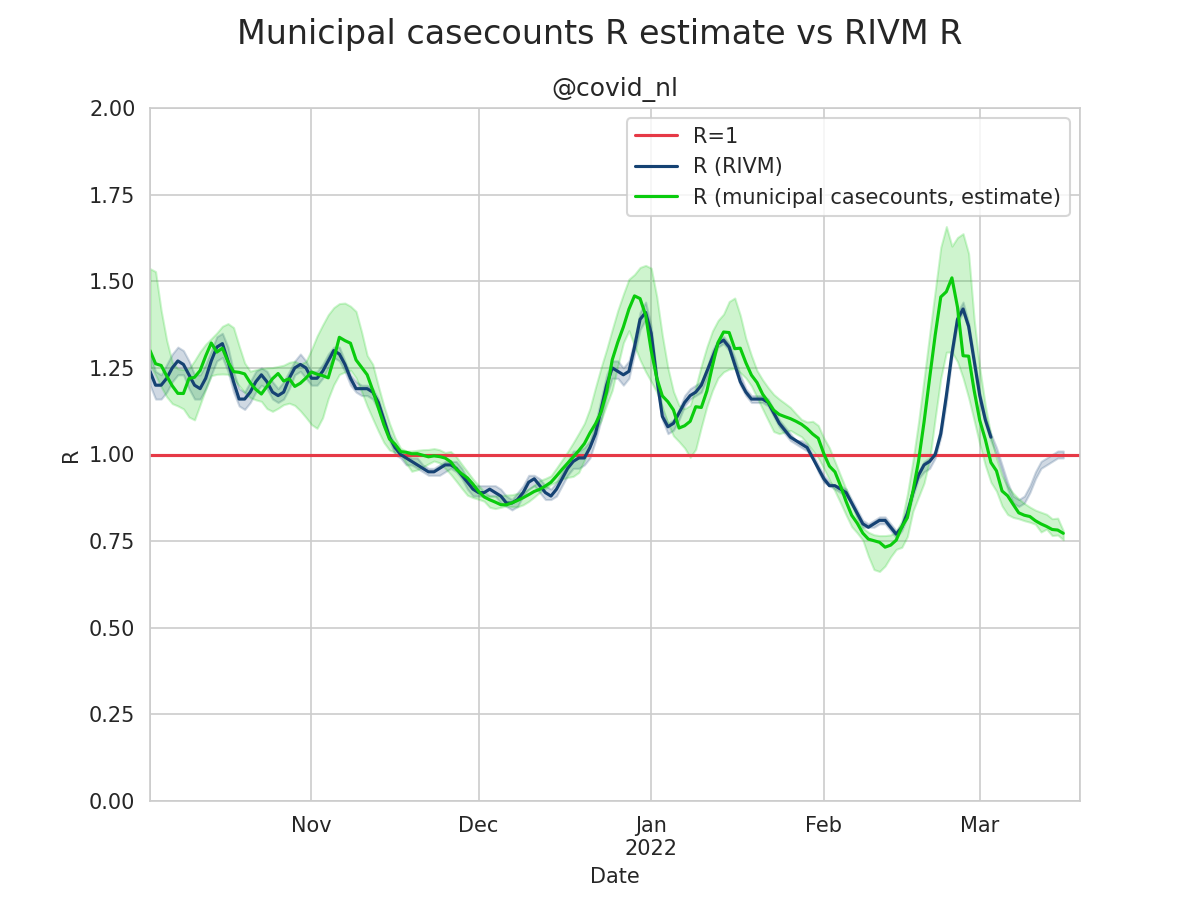 Municipal casecounts R estimate vs RIVM R
@covid_nl
2.00
1.75
1.50
1.25
1.00
0.75
0.50
0.25
0.00
R
R=1
R (RIVM)
R (municipal casecounts, estimate)
Nov
Dec
Jan
2022
Feb
Mar
Date